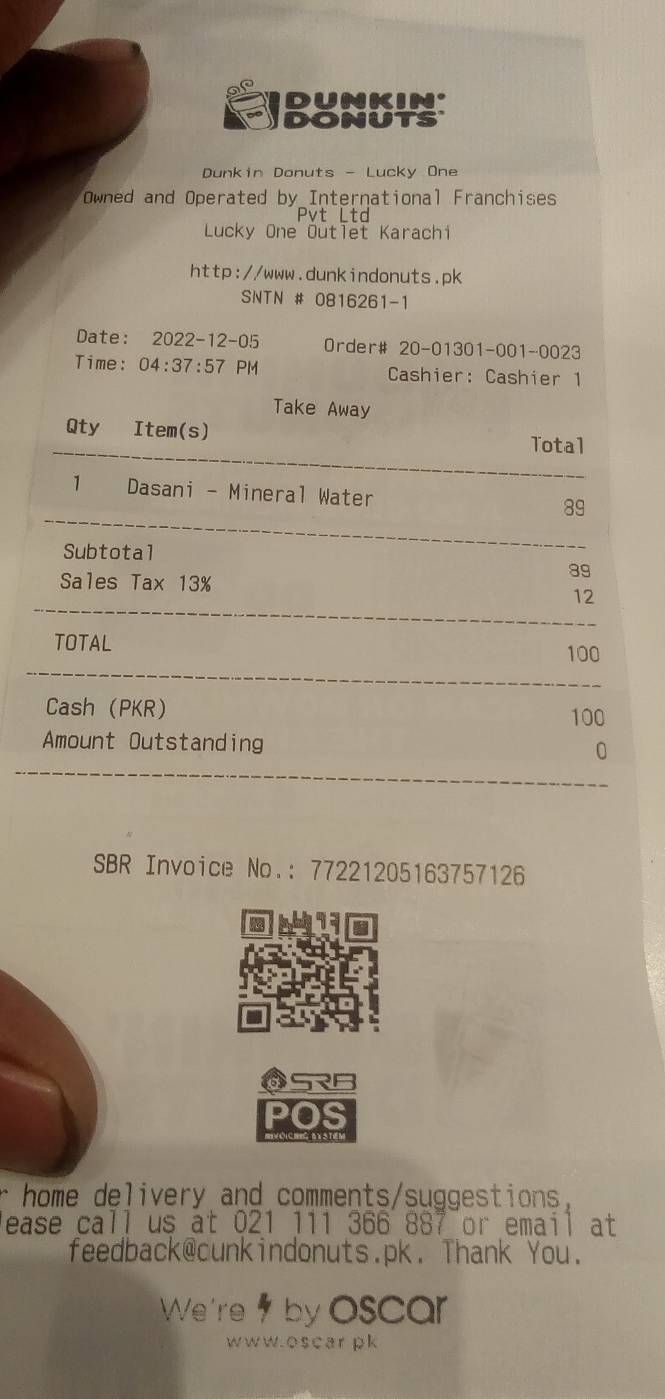 DUNKIN'
DONUTS
Dunkin Donuts - Lucky One
Owned and Operated by International Franchises
Pvt Ltd
Lucky One Outlet Karachi
http://www.dunkindonuts.pk
SNTN # 0816261-1
Date: 2022-12-05 Order# 20-01301-001-0023
Time: 04:37:57 PM Cashier: Cashier 1
Take Away
Qty Item(s) Total
1 Dasani - Mineral Water 89
Subtotal 89
Sales Tax 13% 12
TOTAL 100
Cash (PKR) 100
Amount Outstanding 0
SBR Invoice No.: 77221205163757126
SRB
POS
INVOICING SYSTEM
r home delivery and comments/suggestions,
lease call us at 021 111 366 887 or email at
feedback@cunkindonuts.pk. Thank You.
We're by OSCAR
www.oscar.pk